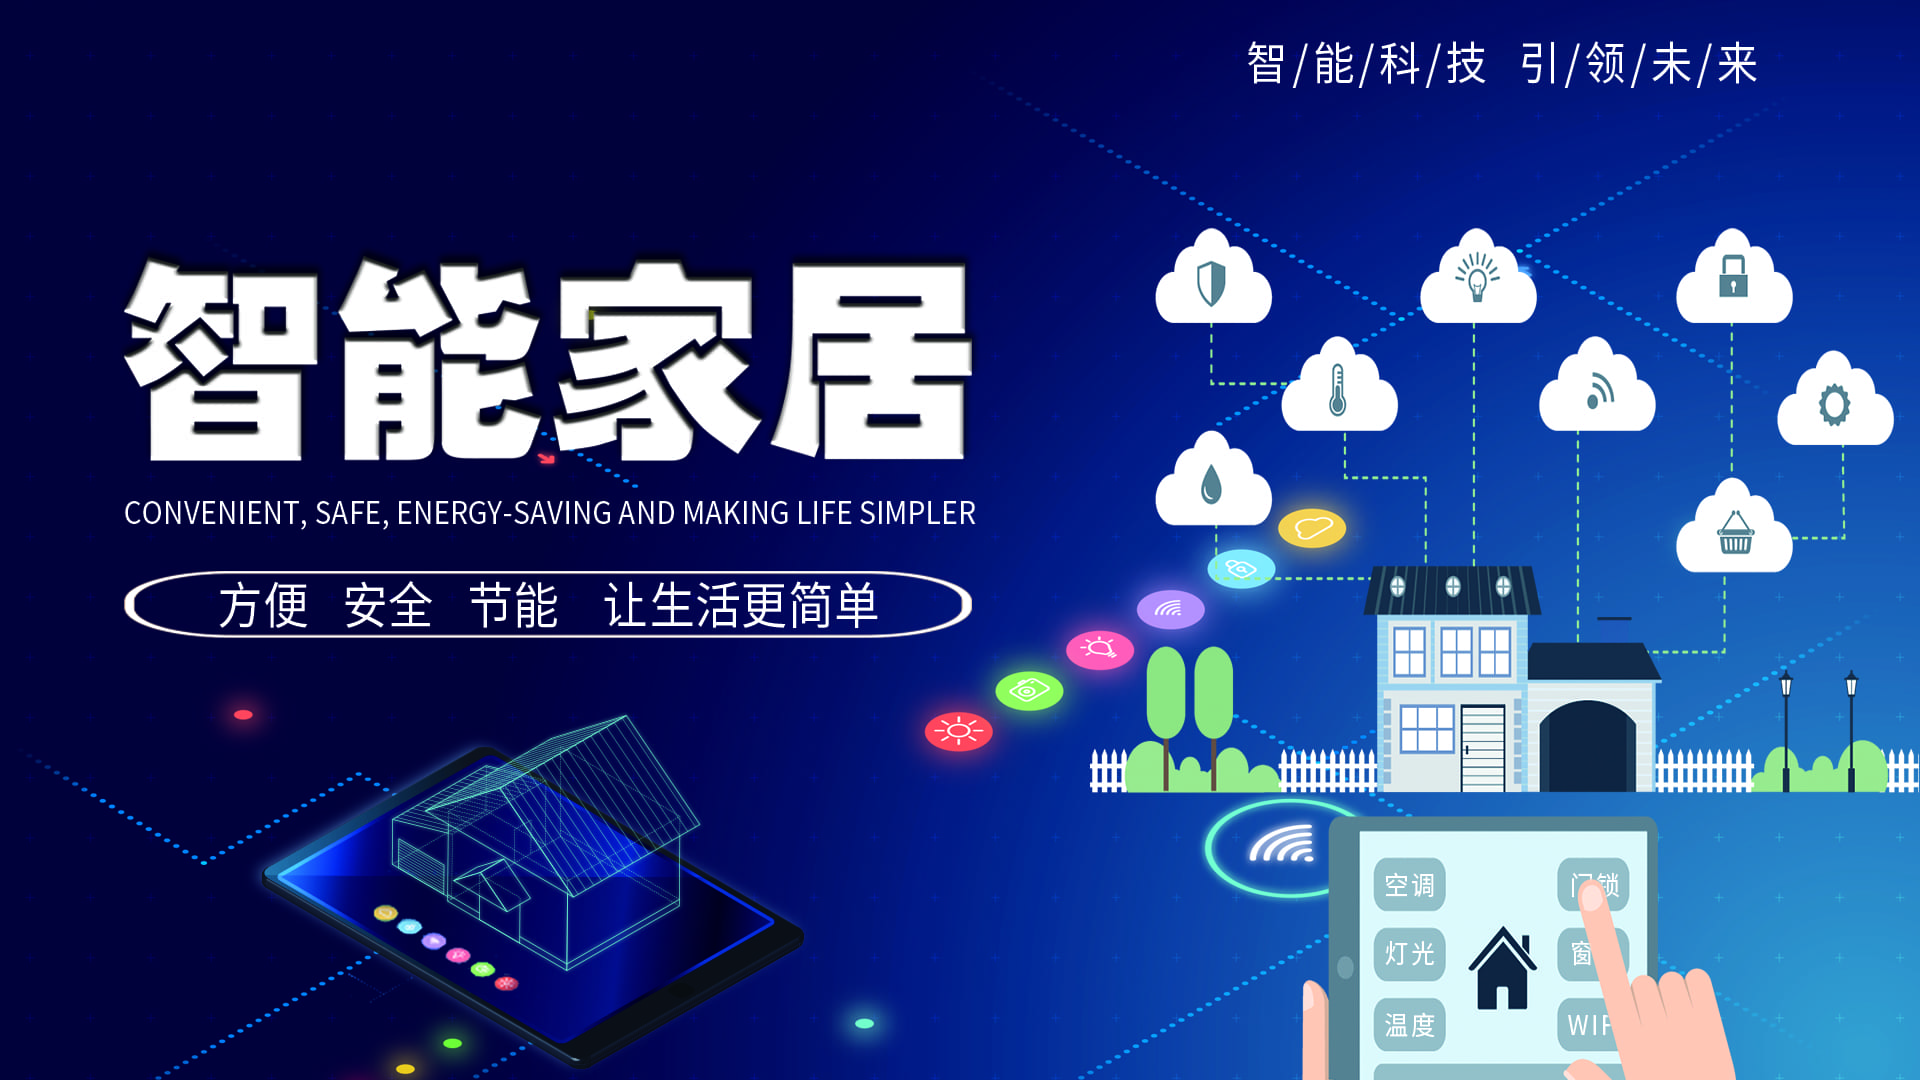 智/能/科/技 引/领/未/来
智能家居
CONVENIENT, SAFE, ENERGY-SAVING AND MAKING LIFE SIMPLER
方便 安全 节能 让生活更简单
空调
灯光
窗
温度
WIF